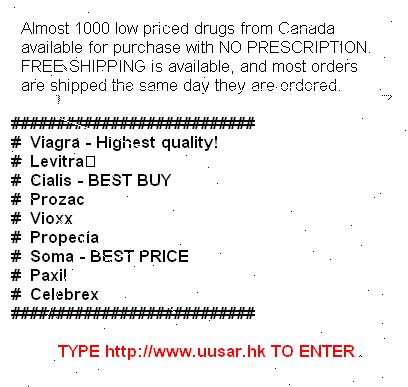 Almost 1000 low priced drugs from Canada
available for purchase with NO PRESCRIPTION.
FREE SHIPPING is available, and most orders
are shipped the same day they are ordored.
##########################
# Viagra - Highest quality!
# Levitra□
# Cialis - BEST BUY
# Prozac
# Vioxx
# Propecia
# Soma - BEST PRICE
# Paxil
# Celebrex
##########################
TYPE http://www.uusar.hk TO ENTER